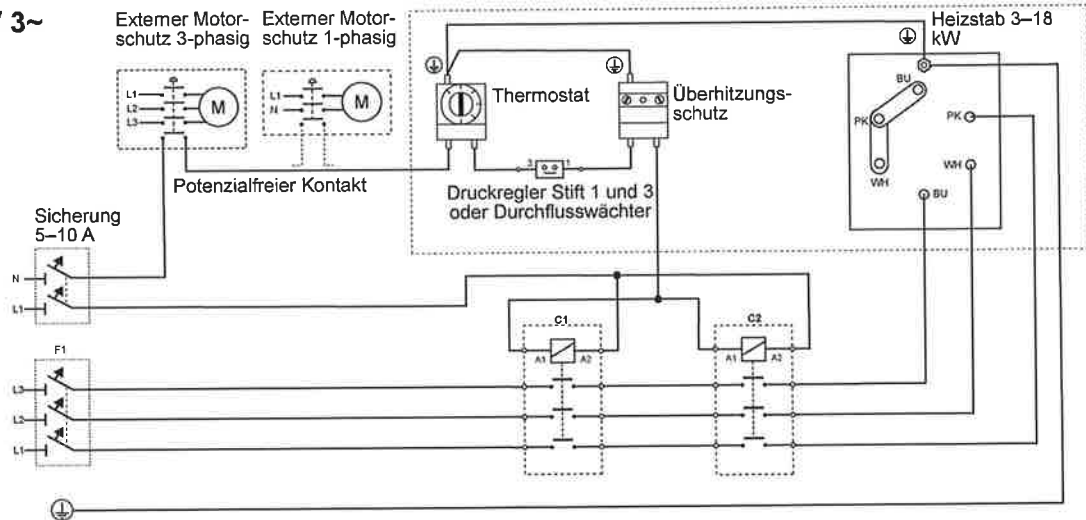 3~
Externer Motor-
schutz 3-phasig
Externer Motor-
schutz 1-phasig
Heizstab 3–18
kW
L1
L2
L3
M
L1
N
M
Thermostat
Überhitzungs-
schutz
BU
PK
WH
PK
WH
BU
3
1
Potenzialfreier Kontakt
Druckregler Stift 1 und 3
oder Durchflusswächter
Sicherung
5–10 A
N
L1
C1
A1
A2
C2
A1
A2
F1
L3
L2
L1